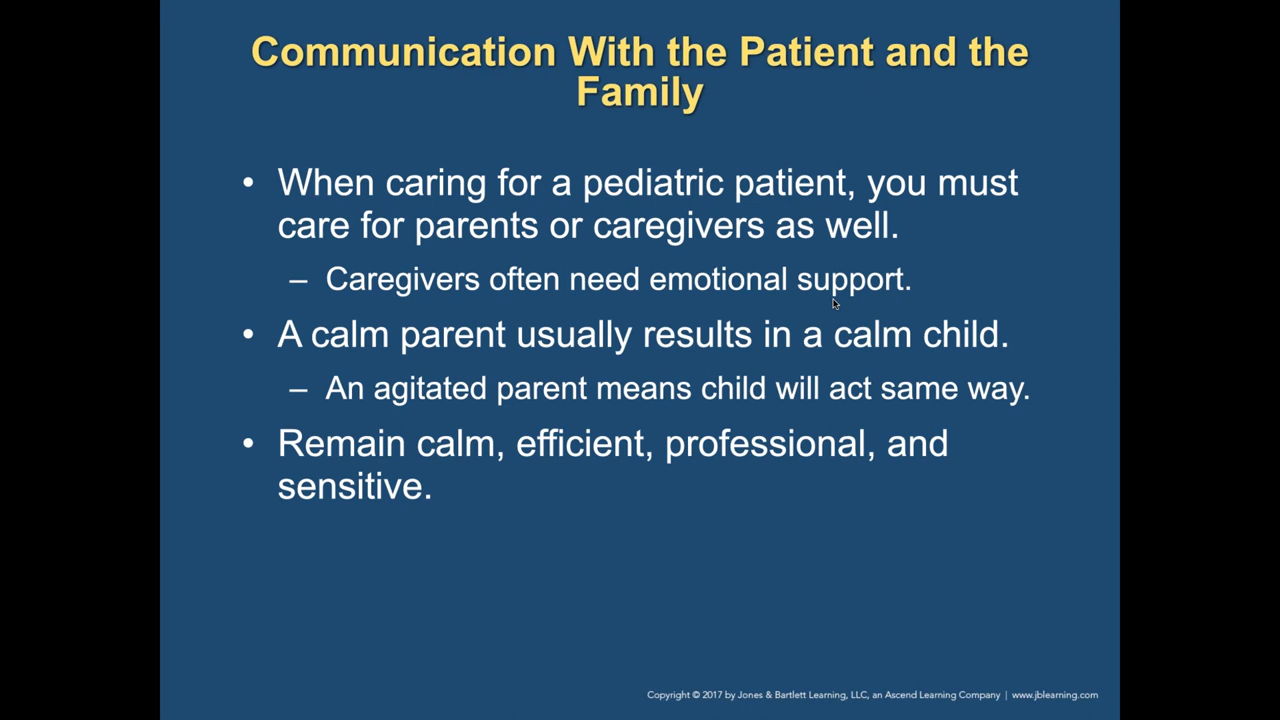 Communication With the Patient and the
Family
• When caring for a pediatric patient, you must
care for parents or caregivers as well.
– Caregivers often need emotional support.
• A calm parent usually results in a calm child.
– An agitated parent means child will act same way.
• Remain calm, efficient, professional, and
sensitive.
Copyright © 2017 by Jones & Bartlett Learning, LLC, an Ascend Learning Company | www.jblearning.com